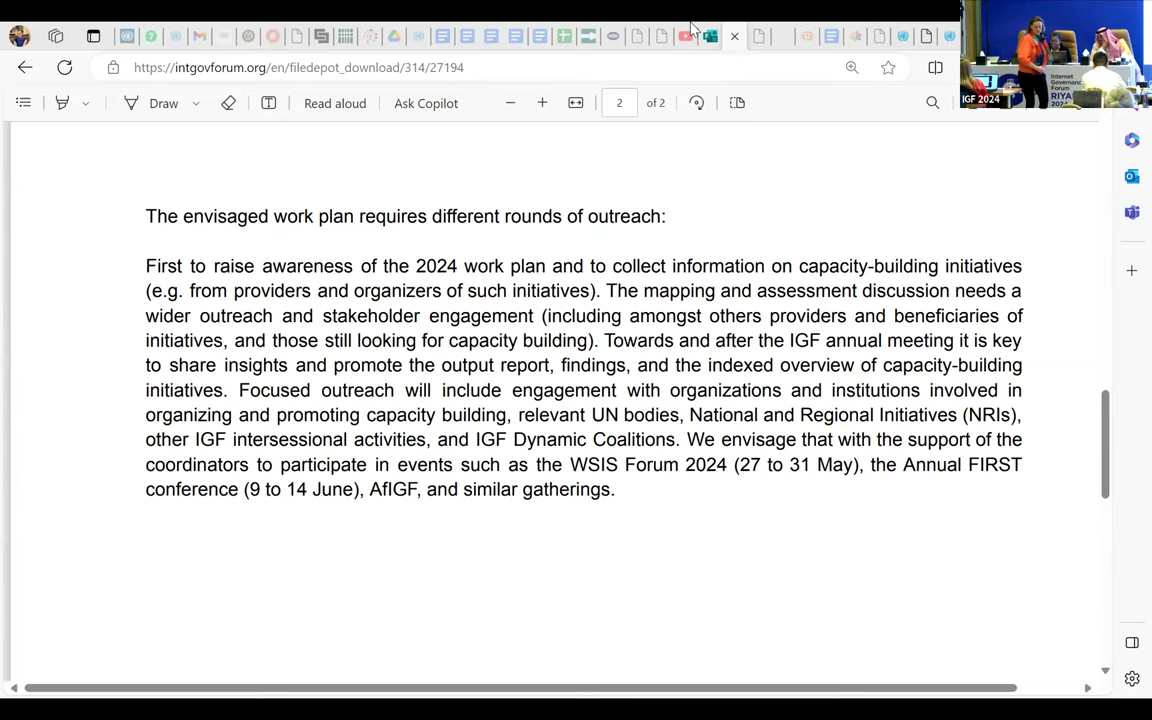 https://intgovforum.org/en/filedepot_download/314/27194
Draw
Read aloud
Ask Copilot
2
of 2
IGF 2024
Internet
Governance
Forum
RIYADH
2024
The envisaged work plan requires different rounds of outreach:
First to raise awareness of the 2024 work plan and to collect information on capacity-building initiatives
(e.g. from providers and organizers of such initiatives). The mapping and assessment discussion needs a
wider outreach and stakeholder engagement (including amongst others providers and beneficiaries of
initiatives, and those still looking for capacity building). Towards and after the IGF annual meeting it is key
to share insights and promote the output report, findings, and the indexed overview of capacity-building
initiatives. Focused outreach will include engagement with organizations and institutions involved in
organizing and promoting capacity building, relevant UN bodies, National and Regional Initiatives (NRIs),
other IGF intersessional activities, and IGF Dynamic Coalitions. We envisage that with the support of the
coordinators to participate in events such as the WSIS Forum 2024 (27 to 31 May), the Annual FIRST
conference (9 to 14 June), AfIGF, and similar gatherings.